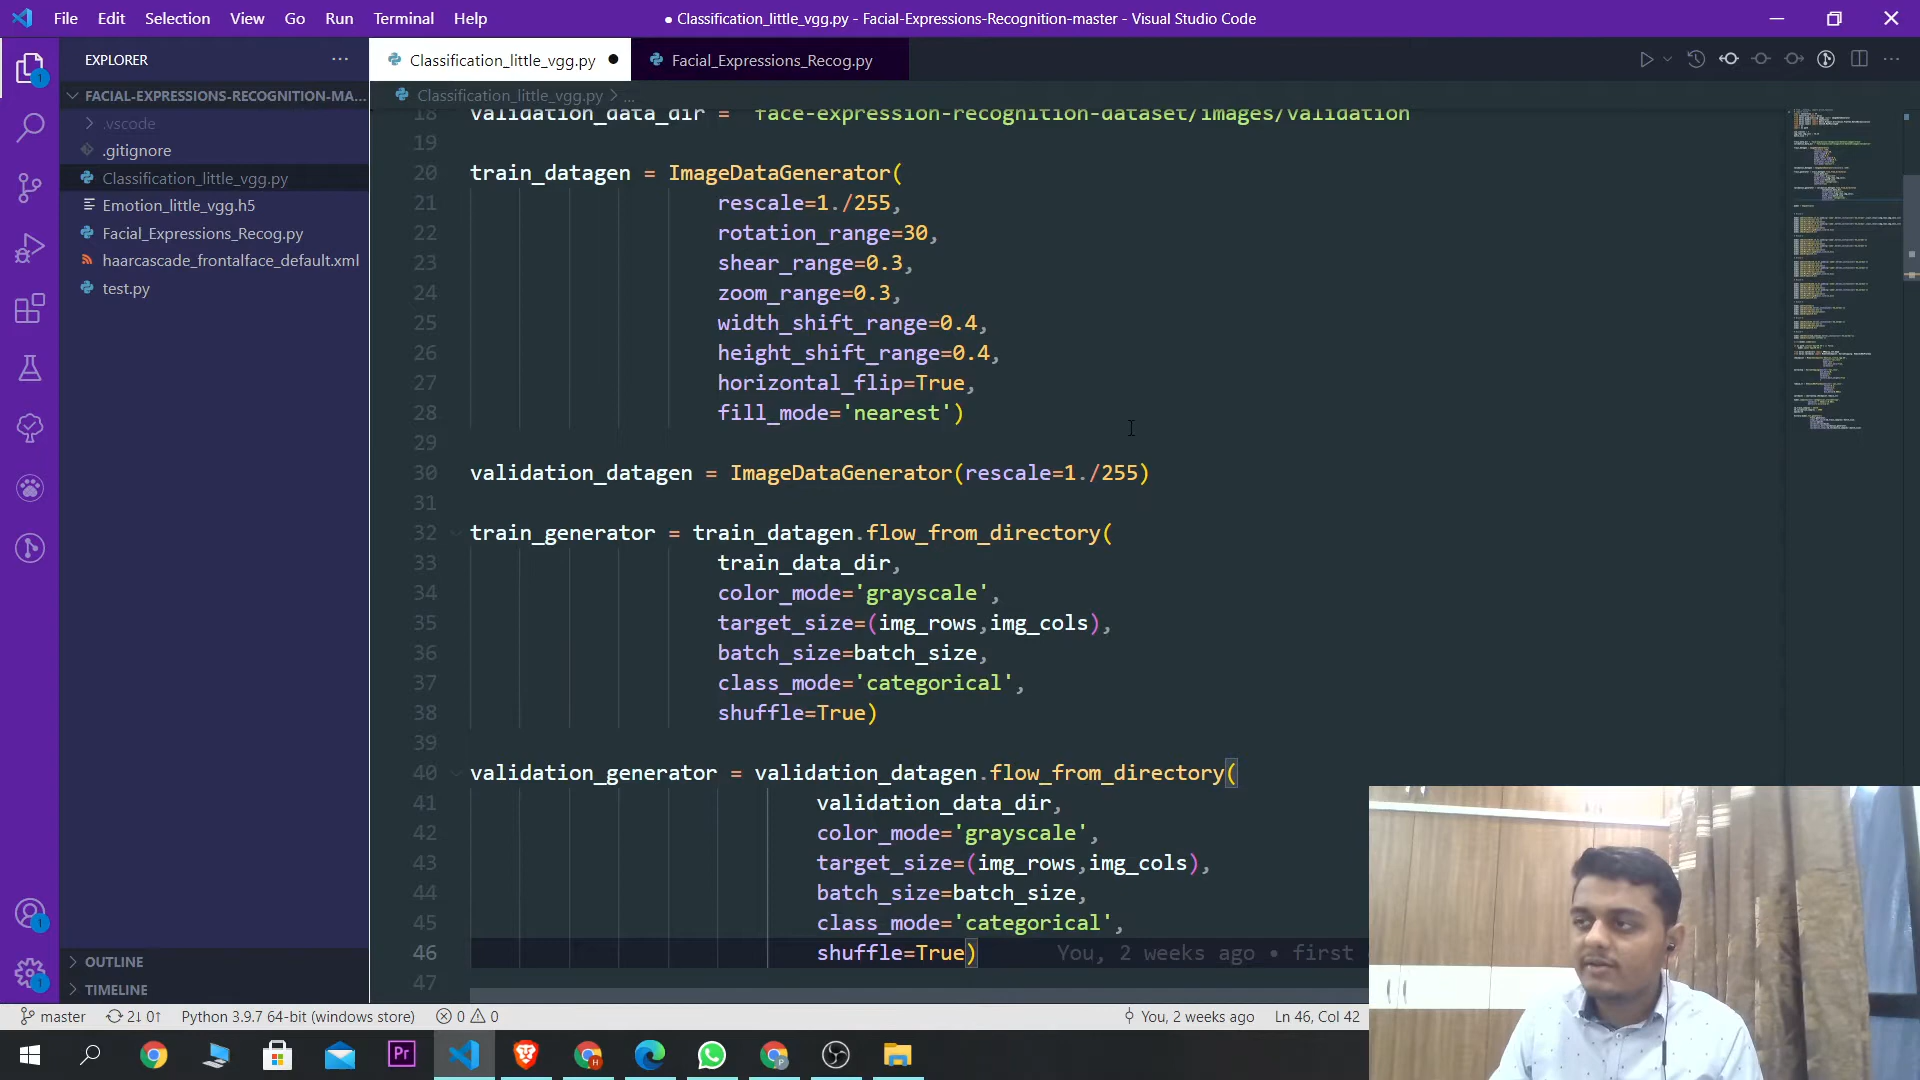 File Edit Selection View Go Run Terminal Help
● Classification_little_vgg.py - Facial-Expressions-Recognition-master - Visual Studio Code
EXPLORER
Classification_little_vgg.py ●
Facial_Expressions_Recog.py
FACIAL-EXPRESSIONS-RECOGNITION-MA...
.vscode
.gitignore
Classification_little_vgg.py
Emotion_little_vgg.h5
Facial_Expressions_Recog.py
haarcascade_frontalface_default.xml
test.py
OUTLINE
TIMELINE
Classification_little_vgg.py > ...
18 validation_data_dir = face-expression-recognition-dataset/images/validation
19
20 train_datagen = ImageDataGenerator(
21 rescale=1./255,
22 rotation_range=30,
23 shear_range=0.3,
24 zoom_range=0.3,
25 width_shift_range=0.4,
26 height_shift_range=0.4,
27 horizontal_flip=True,
28 fill_mode='nearest')
29
30 validation_datagen = ImageDataGenerator(rescale=1./255)
31
32 train_generator = train_datagen.flow_from_directory(
33 train_data_dir,
34 color_mode='grayscale',
35 target_size=(img_rows,img_cols),
36 batch_size=batch_size,
37 class_mode='categorical',
38 shuffle=True)
39
40 validation_generator = validation_datagen.flow_from_directory(
41 validation_data_dir,
42 color_mode='grayscale',
43 target_size=(img_rows,img_cols),
44 batch_size=batch_size,
45 class_mode='categorical',
46 shuffle=True) You, 2 weeks ago • first
47
master 2↓ 0↑ Python 3.9.7 64-bit (windows store) 0 0 You, 2 weeks ago Ln 46, Col 42